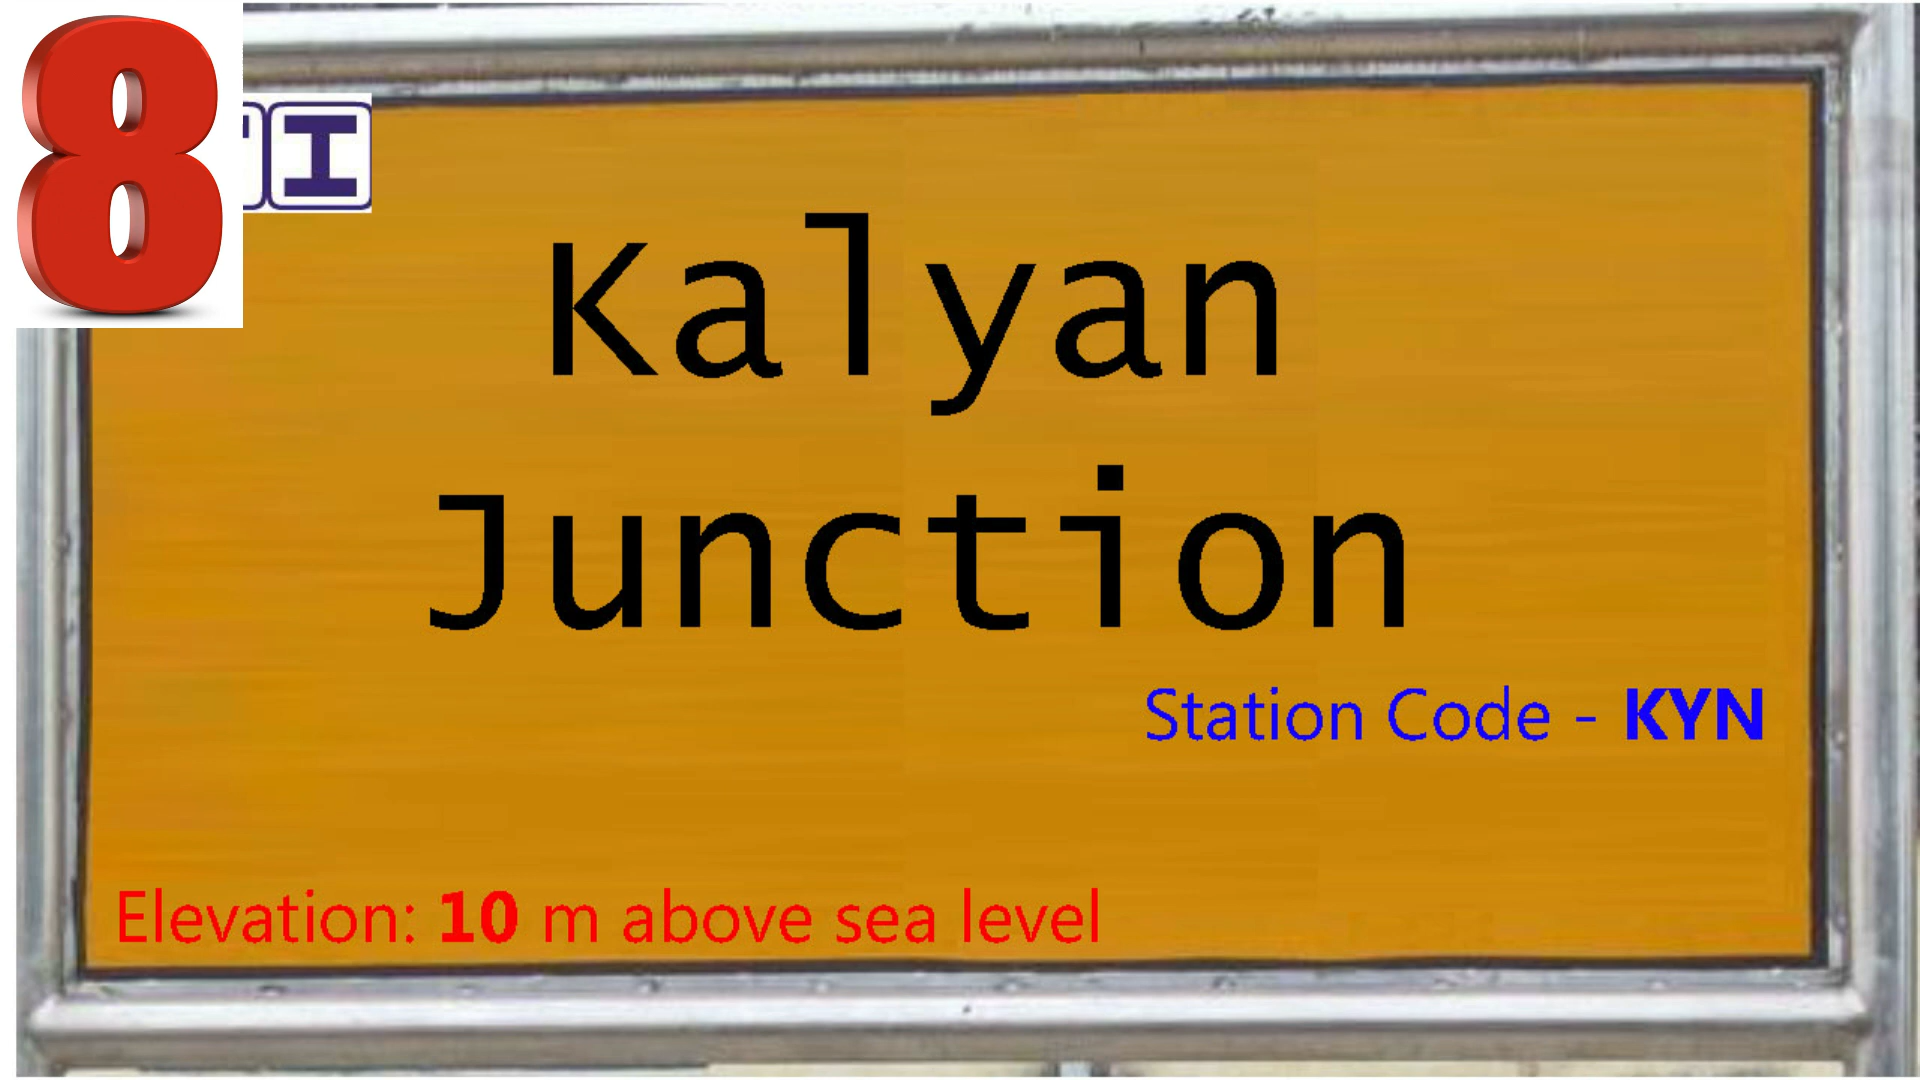 8
I
Kalyan
Junction
Station Code - KYN
Elevation: 10 m above sea level